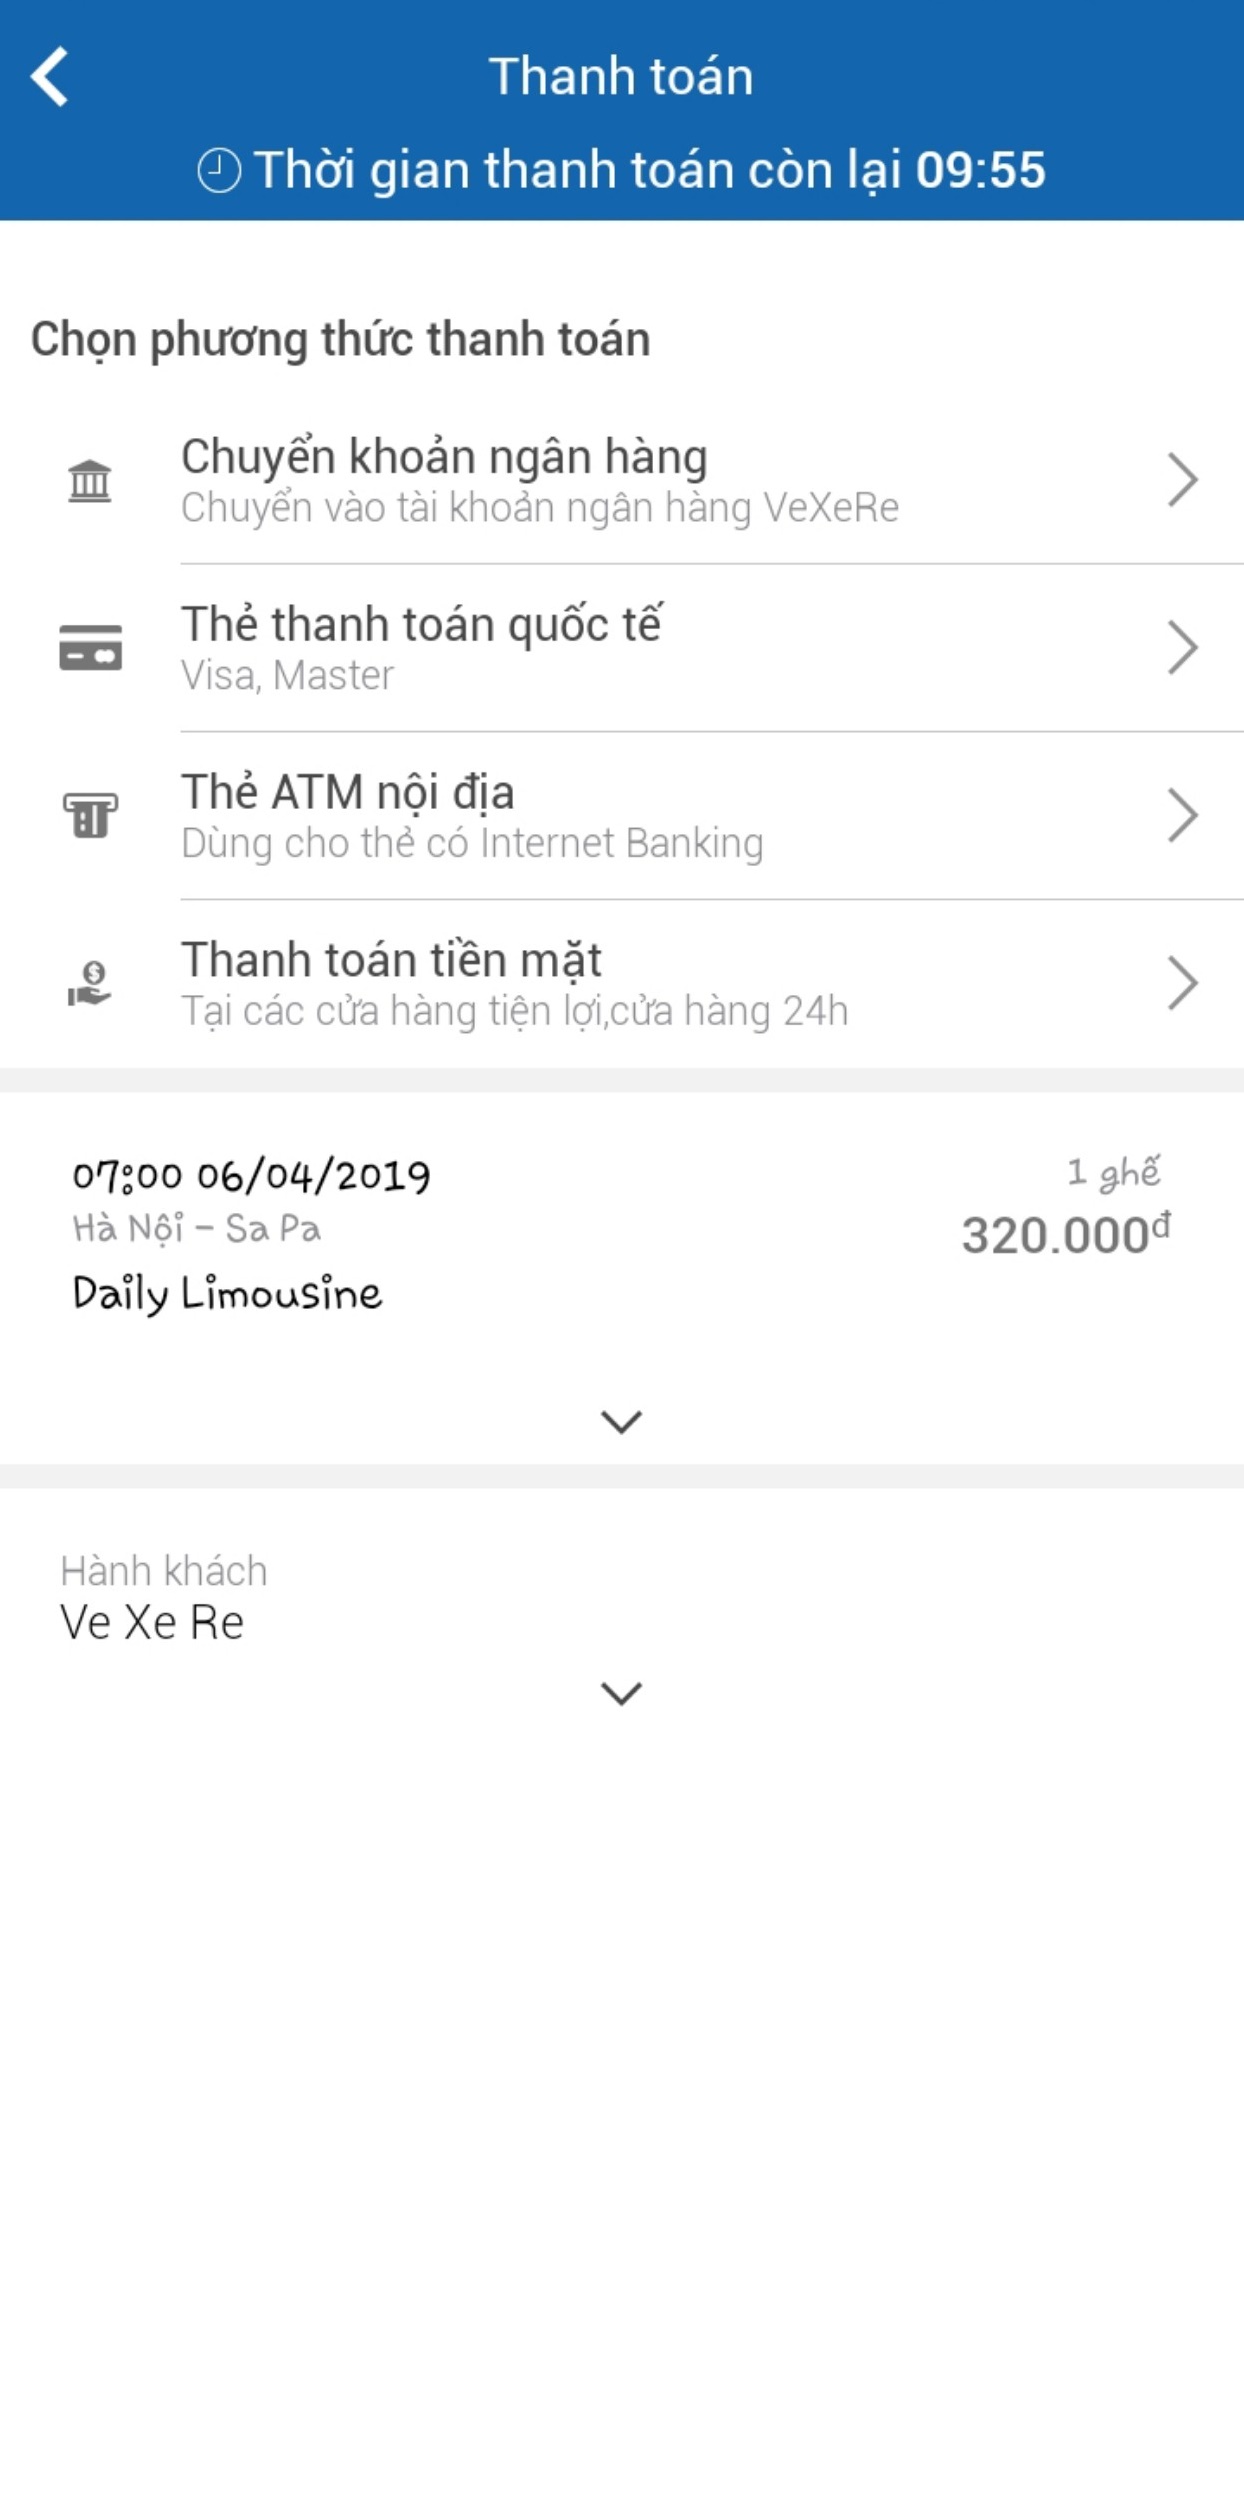 Thanh toán
Thời gian thanh toán còn lại 09:55
Chọn phương thức thanh toán
Chuyển khoản ngân hàng
Chuyển vào tài khoản ngân hàng VeXeRe
Thẻ thanh toán quốc tế
Visa, Master
Thẻ ATM nội địa
Dùng cho thẻ có Internet Banking
Thanh toán tiền mặt
Tại các cửa hàng tiện lợi,cửa hàng 24h
07:00 06/04/2019
1 ghế
Hà Nội - Sa Pa
320.000đ
Daily Limousine
Hành khách
Ve Xe Re